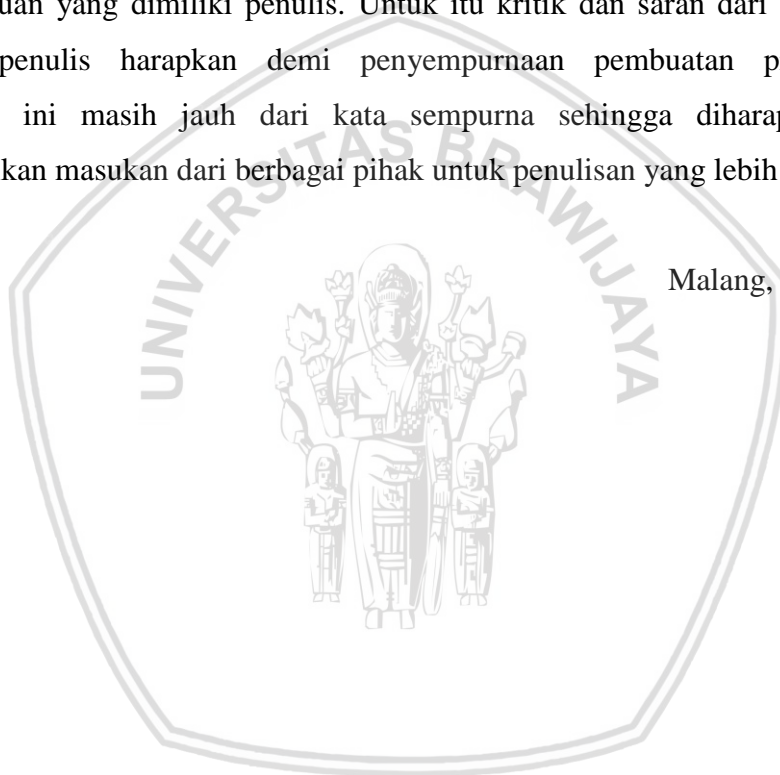 uan yang dimiliki penulis. Untuk itu kritik dan saran dari
penulis harapkan demi penyempurnaan pembuatan p
ini masih jauh dari kata sempurna sehingga diharap
kan masukan dari berbagai pihak untuk penulisan yang lebih
UNIVERSITAS BRAWIJAYA
Malang,